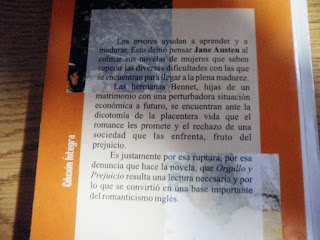 Los errores ayudan a aprender y a
madurar. Esto debió pensar Jane Austen al
colmar sus novelas de mujeres que saben
superar las diversas dificultades con las que
se encuentran para llegar a la plena madurez.
Las hermanas Bennet, hijas de un
matrimonio con una perturbadora situación
económica a futuro, se encuentran ante la
dicotomía de la placentera vida que el
romance les promete y el rechazo de una
sociedad que las enfrenta, fruto del
prejuicio.
Es justamente por esa ruptura, por esa
denuncia que hace la novela, que Orgullo y
Prejuicio resulta una lectura necesaria y por
lo que se convirtió en una base importante
del romanticismo inglés.
Edición íntegra